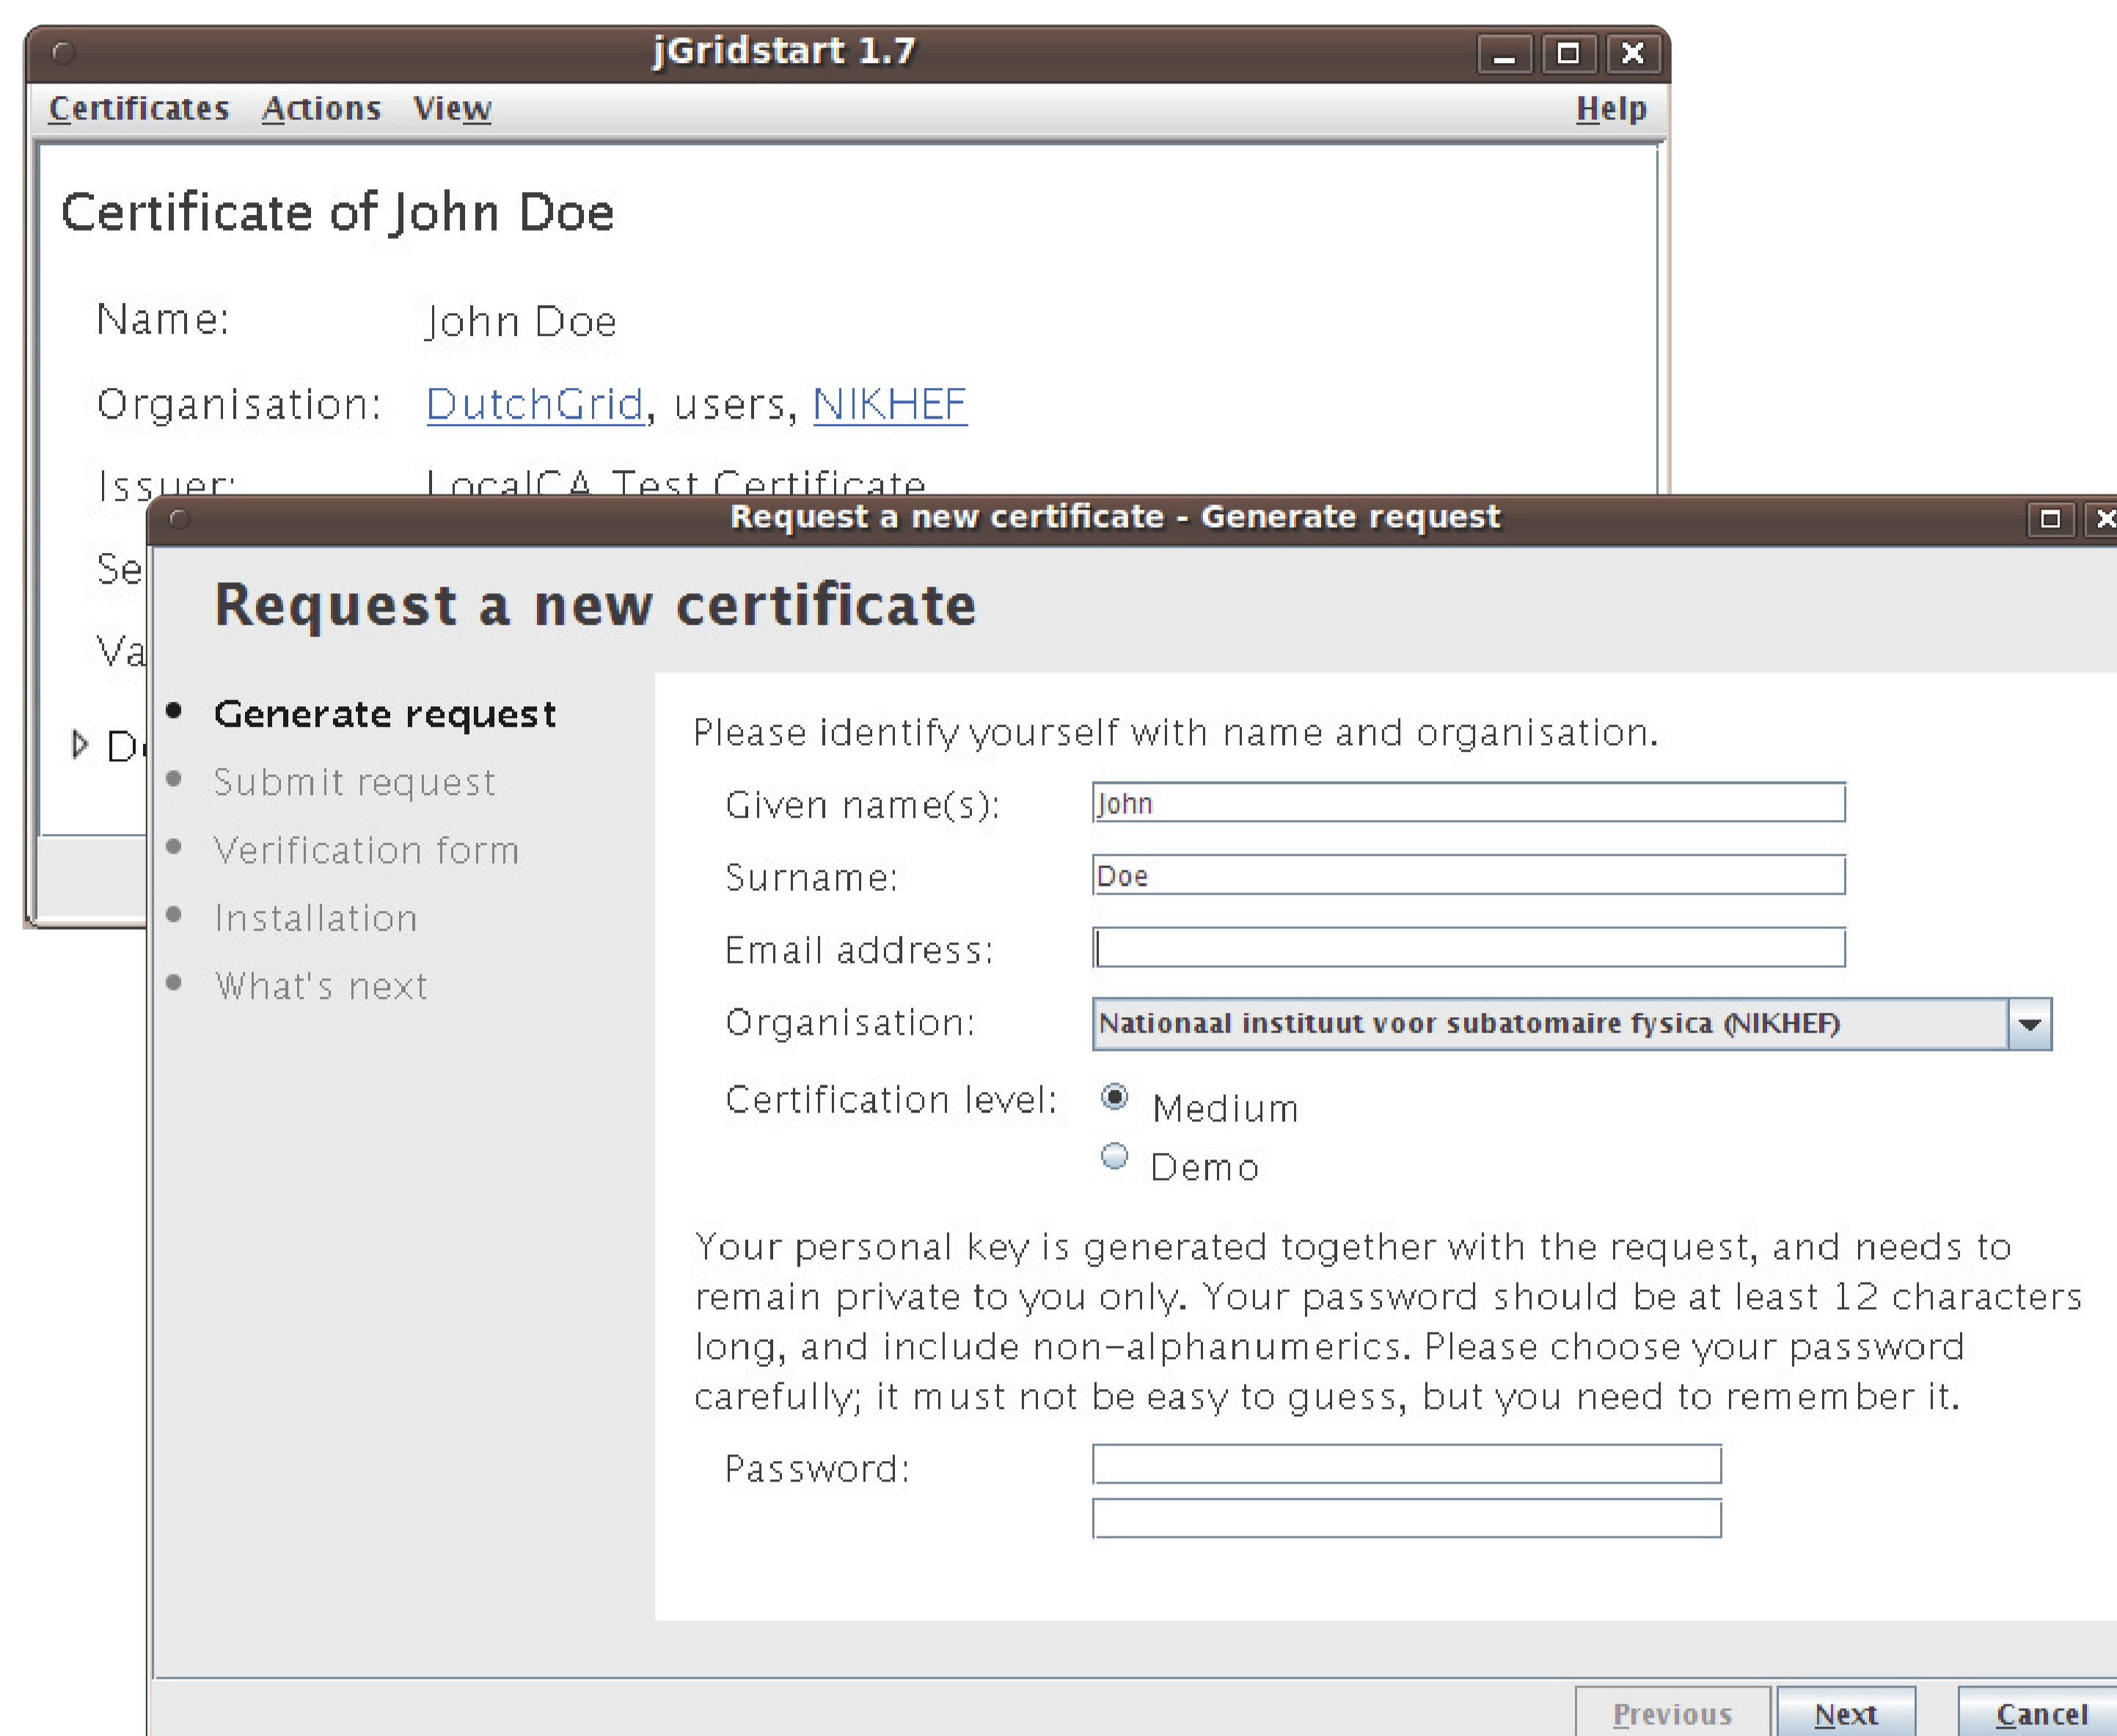 jGridstart 1.7
Certificates Actions View Help
Certificate of John Doe
Name: John Doe
Organisation: DutchGrid, users, NIKHEF
Issuer: LocalCA Test Certificate
Request a new certificate - Generate request
Request a new certificate
• Generate request
• Submit request
• Verification form
• Installation
• What's next
Please identify yourself with name and organisation.
Given name(s): John
Surname: Doe
Email address:
Organisation: Nationaal instituut voor subatomaire fysica (NIKHEF)
Certification level: Medium
Demo
Your personal key is generated together with the request, and needs to
remain private to you only. Your password should be at least 12 characters
long, and include non-alphanumerics. Please choose your password
carefully; it must not be easy to guess, but you need to remember it.
Password:
Previous Next Cancel